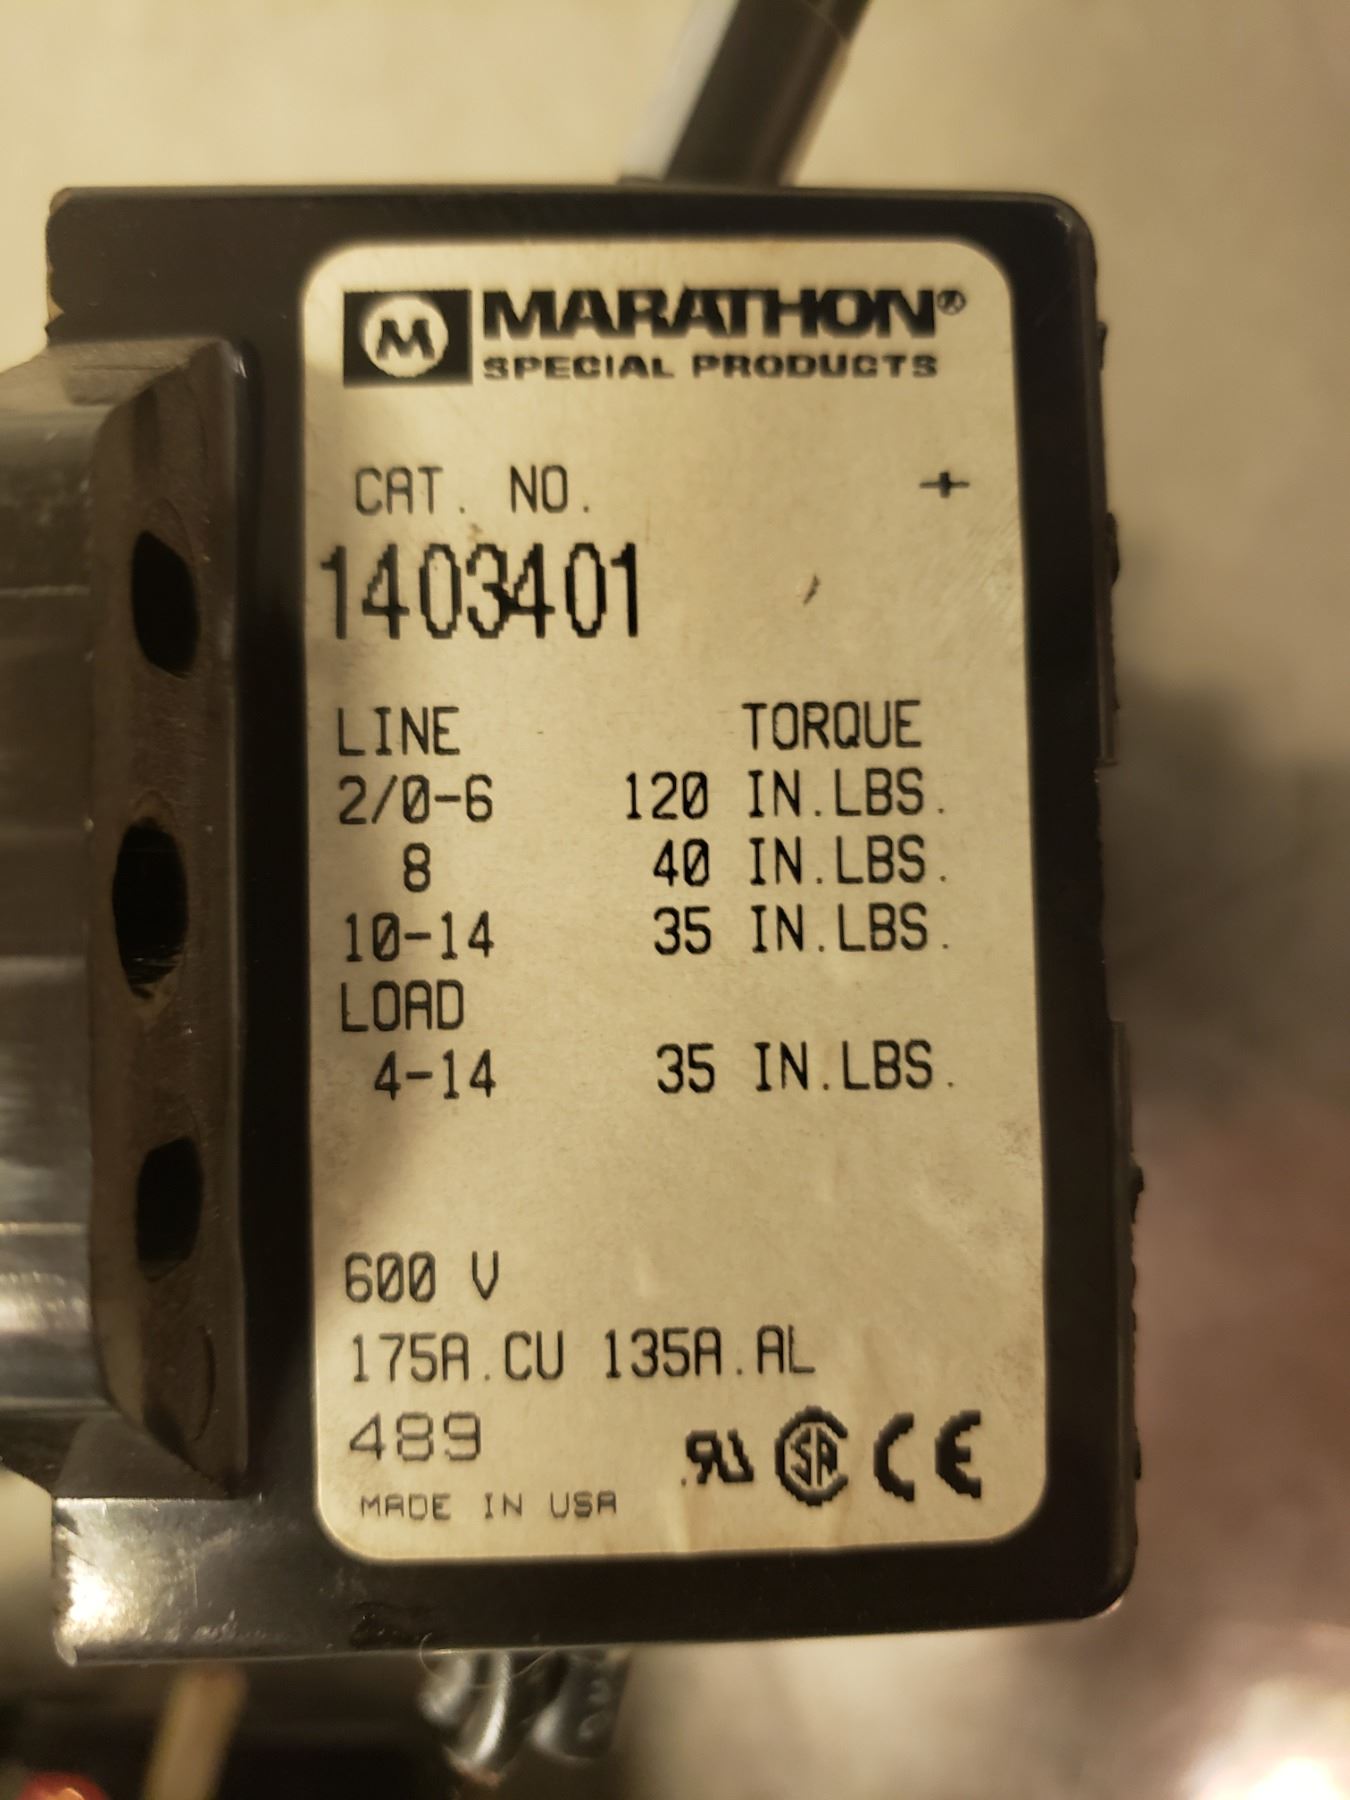 M MARATHON®
SPECIAL PRODUCTS
CAT. NO.
1403401
LINE TORQUE
2/0-6 120 IN.LBS.
8 40 IN.LBS.
10-14 35 IN.LBS.
LOAD
4-14 35 IN.LBS.
600 V
175A.CU 135A.AL
489
MADE IN USA